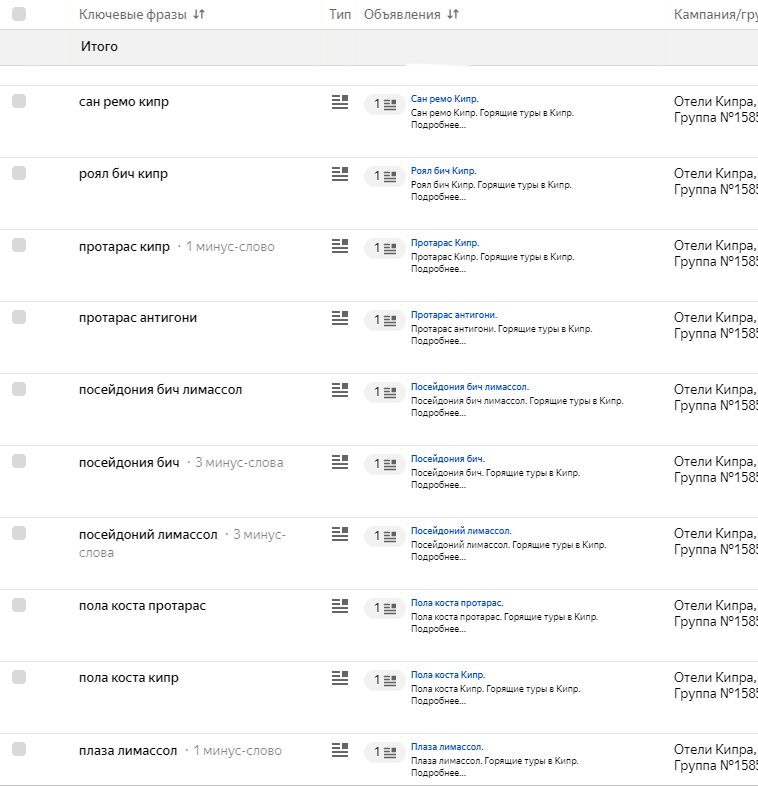 Ключевые фразы Тип Объявления Кампания/гру
Итого
сан ремо кипр 1 Сан ремо Кипр. Отели Кипра,
Сан ремо Кипр. Горящие туры в Кипр. Группа №1585
Подробнее...
роял бич кипр 1 Роял бич Кипр. Отели Кипра,
Роял бич Кипр. Горящие туры в Кипр. Группа №1585
Подробнее...
протарас кипр · 1 минус-слово 1 Протарас Кипр. Отели Кипра,
Протарас Кипр. Горящие туры в Кипр. Группа №1585
Подробнее...
протарас антигони 1 Протарас антигони. Отели Кипра,
Протарас антигони. Горящие туры в Кипр. Группа №1585
Подробнее...
посейдония бич лимассол 1 Посейдония бич лимассол. Отели Кипра,
Посейдония бич лимассол. Горящие туры в Кипр. Группа №1585
Подробнее...
посейдония бич · 3 минус-слова 1 Посейдония бич. Отели Кипра,
Посейдония бич. Горящие туры в Кипр. Группа №1585
Подробнее...
посейдоний лимассол · 3 минус- 1 Посейдоний лимассол. Отели Кипра,
слова Посейдоний лимассол. Горящие туры в Кипр. Группа №1585
Подробнее...
пола коста протарас 1 Пола коста протарас. Отели Кипра,
Пола коста протарас. Горящие туры в Кипр. Группа №1585
Подробнее...
пола коста кипр 1 Пола коста Кипр. Отели Кипра,
Пола коста Кипр. Горящие туры в Кипр. Группа №1585
Подробнее...
плаза лимассол · 1 минус-слово 1 Плаза лимассол. Отели Кипра,
Плаза лимассол. Горящие туры в Кипр. Группа №1585
Подробнее...